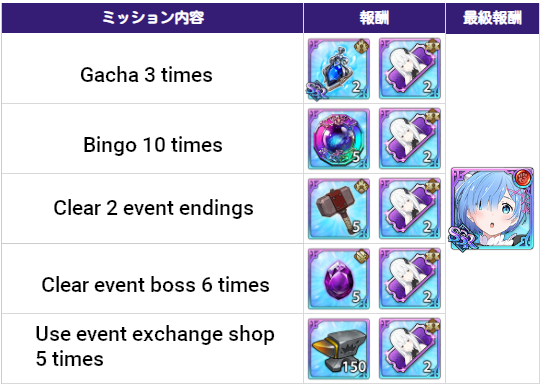 ミッション内容 報酬 最級報酬
Gacha 3 times 2 2
Bingo 10 times 5 2
Clear 2 event endings 5 2
SSR
Clear event boss 6 times 5 2
Use event exchange shop
5 times 150 2